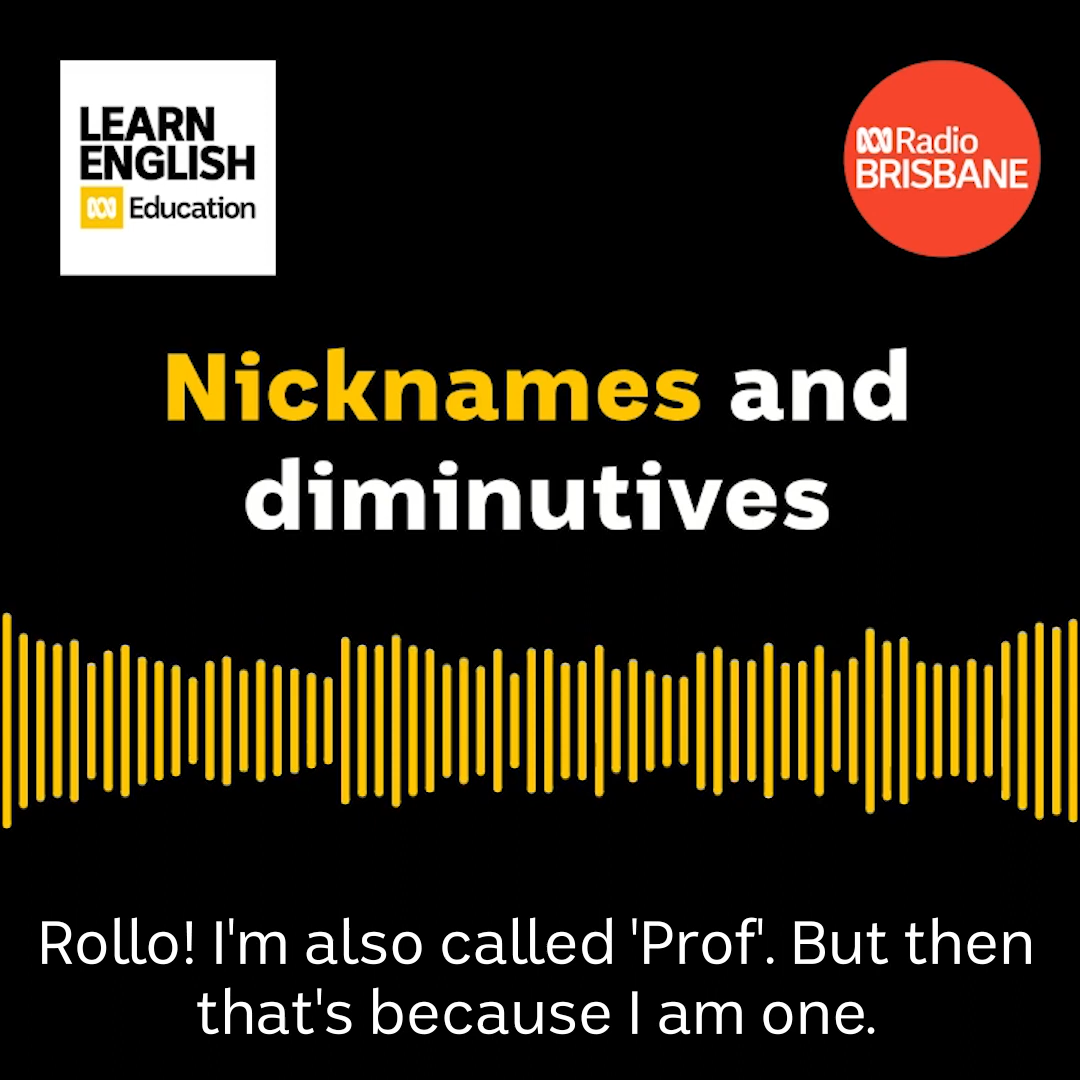 LEARN
ENGLISH
Education
Radio
BRISBANE
Nicknames and
diminutives
Rollo! I'm also called 'Prof'. But then
that's because I am one.